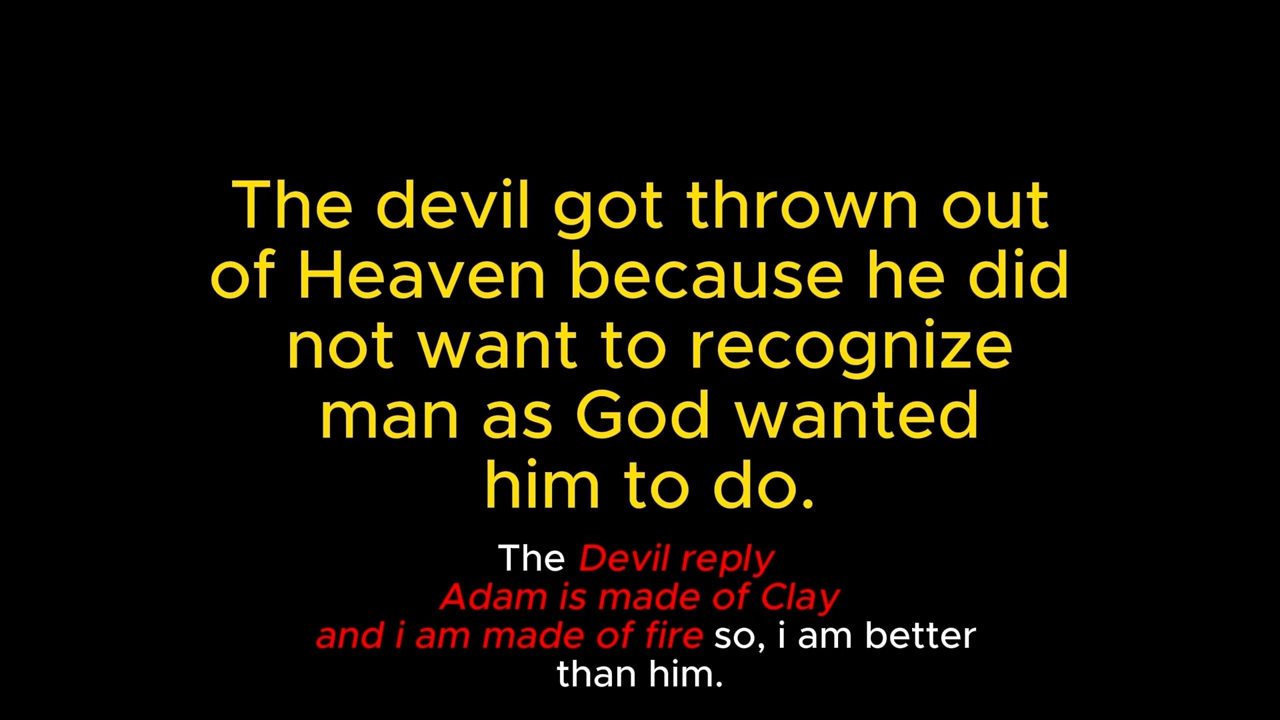 The devil got thrown out
of Heaven because he did
not want to recognize
man as God wanted
him to do.
The Devil reply
Adam is made of Clay
and i am made of fire so, i am better
than him.